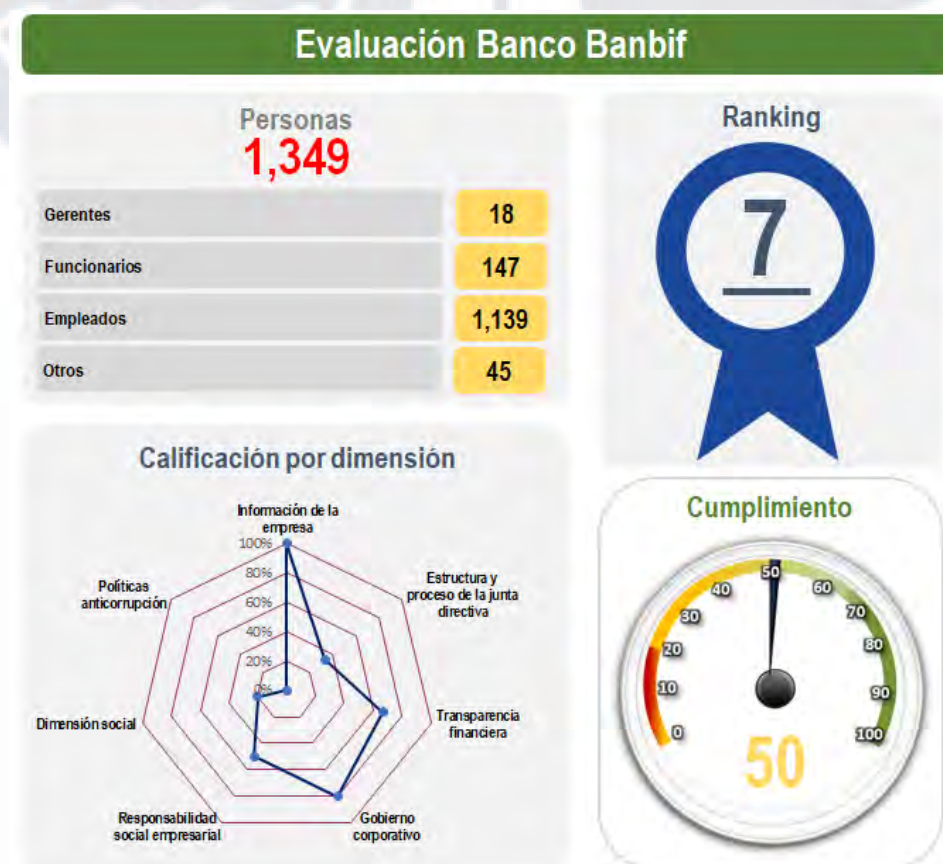 Evaluación Banco Banbif
Personas
1,349
Gerentes
18
Funcionarios
147
Empleados
1,139
Otros
45
Ranking
7
Calificación por dimensión
Información de la
empresa
100%
80%
60%
40%
20%
0%
Estructura y
proceso de la junta
directiva
Transparencia
financiera
Gobierno
corporativo
Responsabilidad
social empresarial
Dimensión social
Políticas
anticorrupción
Cumplimiento
0
10
20
30
40
50
60
70
80
90
100
50